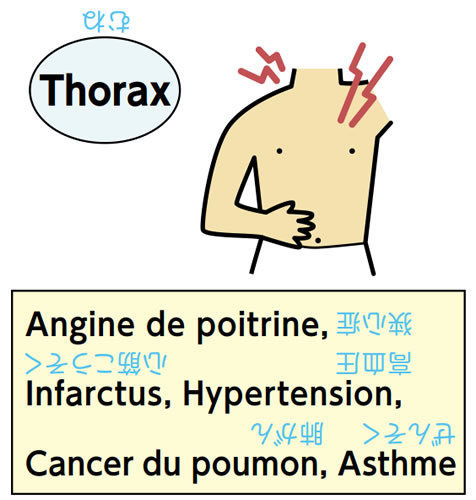 むね
Thorax
狭心症
Angine de poitrine,
心筋こうそく 高血圧
Infarctus, Hypertension,
肺がん ぜんそく
Cancer du poumon, Asthme